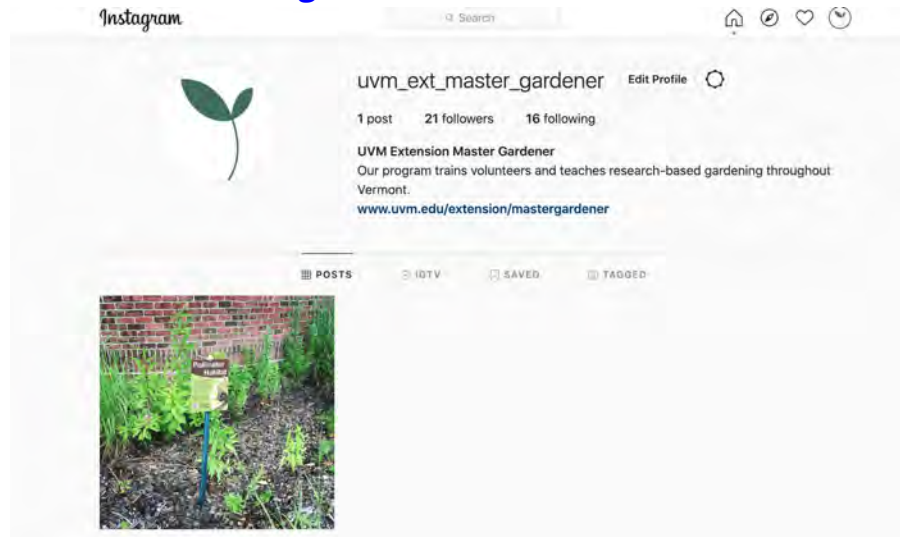 Instagram
Search
uvm_ext_master_gardener Edit Profile
1 post 21 followers 16 following
UVM Extension Master Gardener
Our program trains volunteers and teaches research-based gardening throughout
Vermont.
www.uvm.edu/extension/mastergardener
POSTS IGTV SAVED TAGGED
Pollinator
Habitat